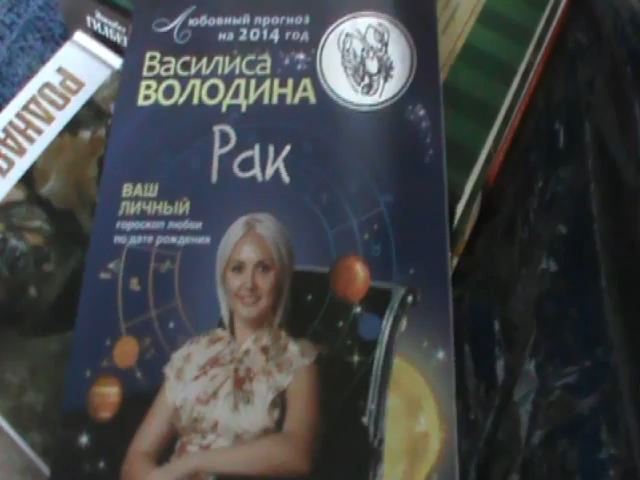 Любовный прогноз
на 2014 год
Василиса
ВОЛОДИНА
Рак
ВАШ
ЛИЧНЫЙ
гороскоп любви
по дате рождения
РОДНАЯ